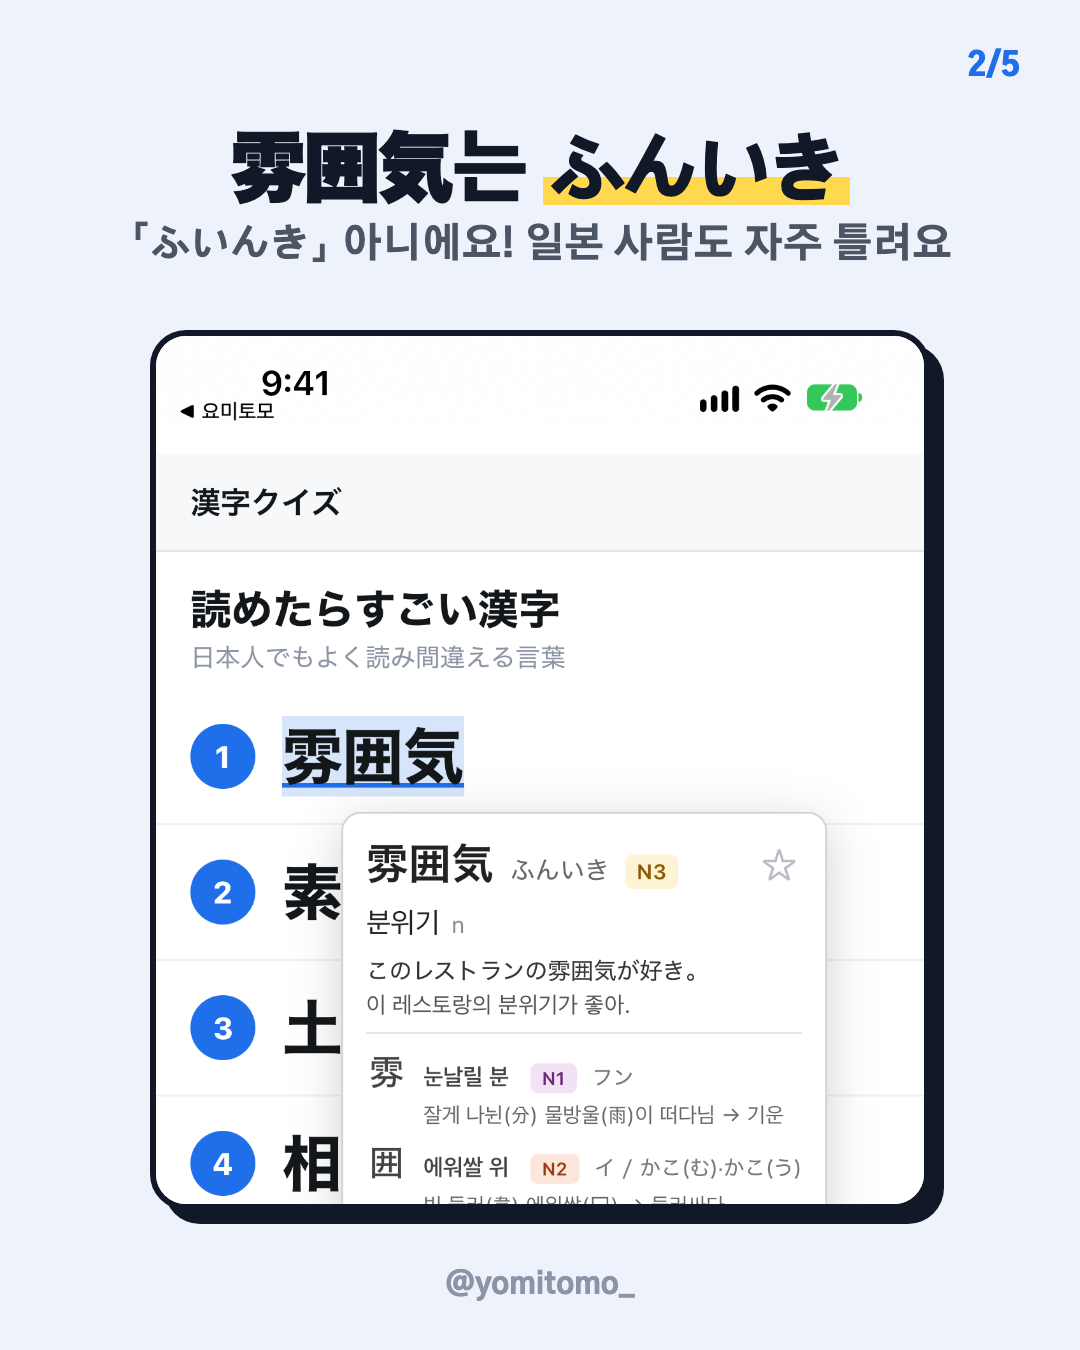 2/5
雰囲気는 ふんいき
「ふいんき」 아니에요! 일본 사람도 자주 틀려요
9:41
◀ 요미토모
漢字クイズ
読めたらすごい漢字
日本人でもよく読み間違える言葉
1 雰囲気
雰囲気 ふんいき N3
분위기 n
2 素
このレストランの雰囲気が好き。
이 레스토랑의 분위기가 좋아.
3 土
雰 눈날릴 분 N1 フン
잘게 나뉜(分) 물방울(雨)이 떠다님 → 기운
4 相
囲 에워쌀 위 N2 イ / かこ(む)·かこ(う)
@yomitomo_